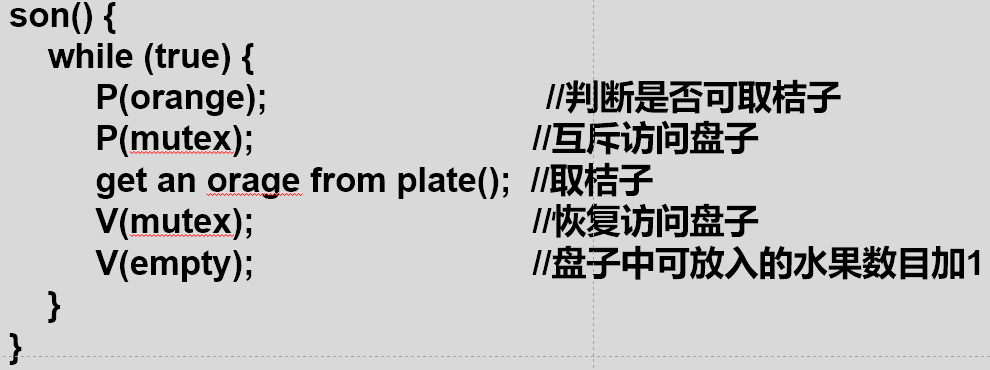 son() {
while (true) {
P(orange); //判断是否可取桔子
P(mutex); //互斥访问盘子
get an orage from plate(); //取桔子
V(mutex); //恢复访问盘子
V(empty); //盘子中可放入的水果数目加1
}
}